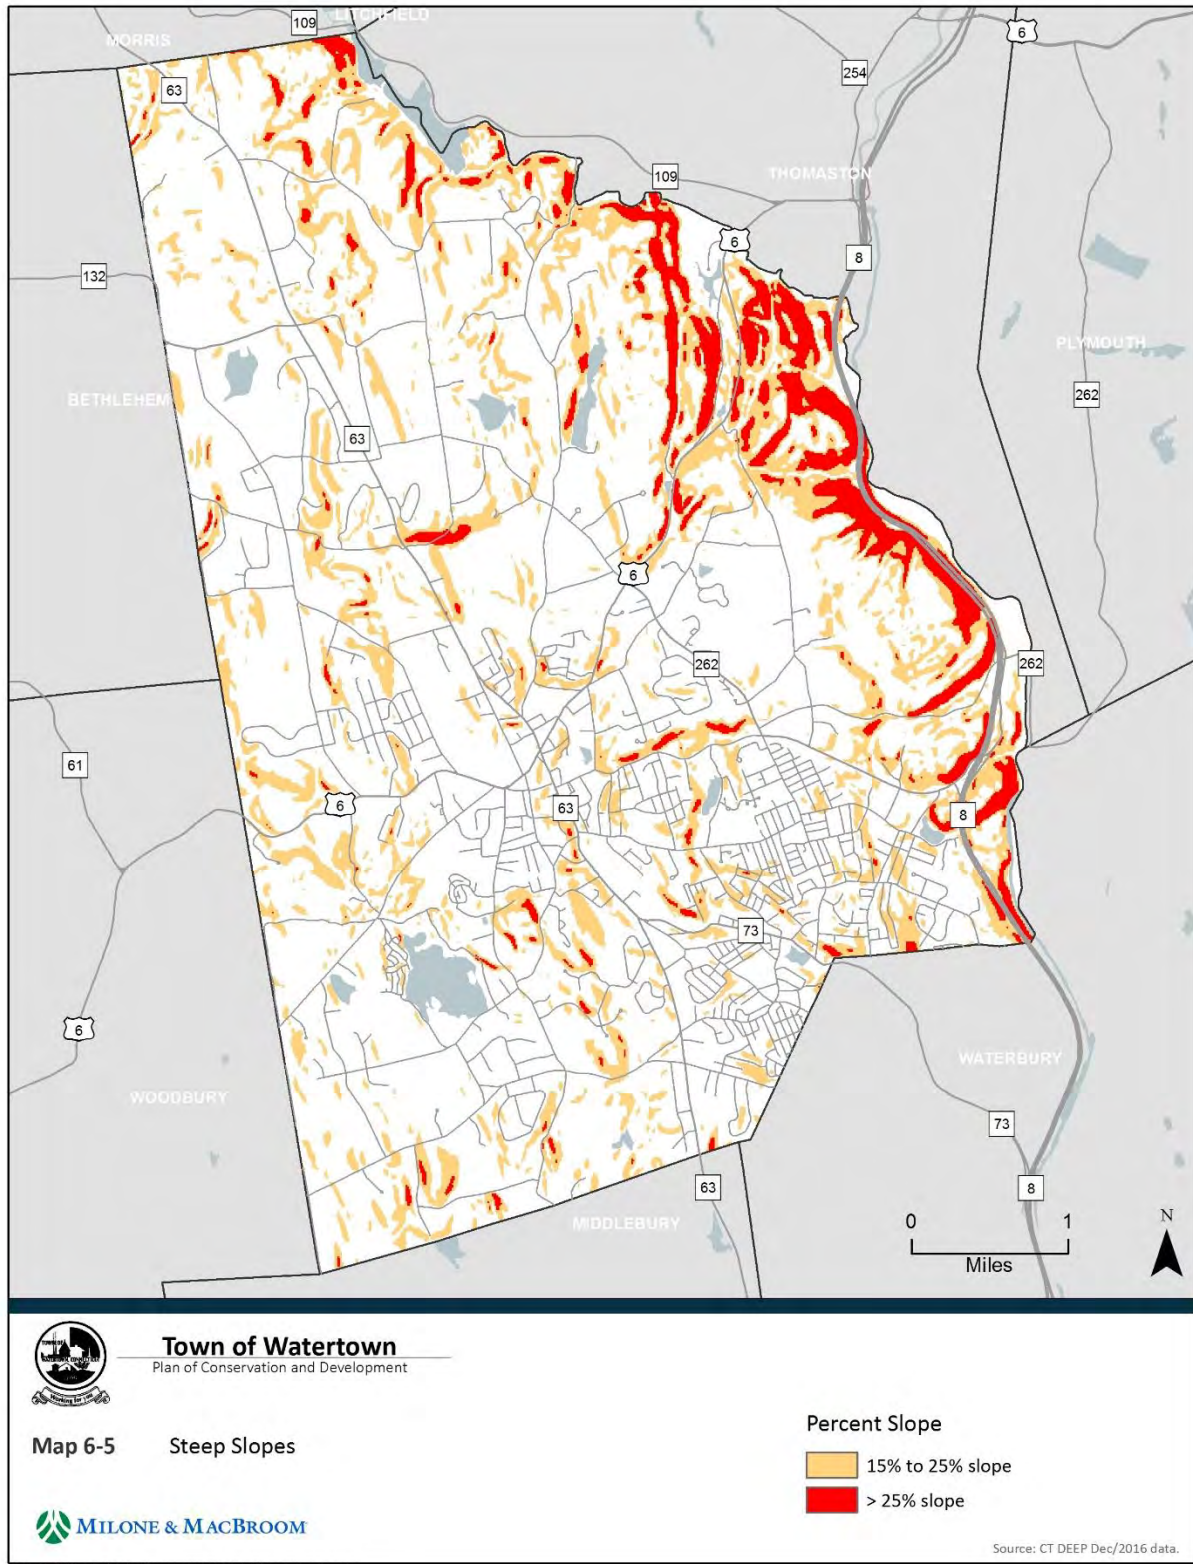 LITCHFIELD
109
6
MORRIS
254
63
THOMASTON
109
6
8
132
PLYMOUTH
BETHLEHEM
262
63
6
262
262
61
6
63
8
73
6
WATERBURY
WOODBURY
73
63
8
MIDDLEBURY
0 1
Miles
N
Town of Watertown
Plan of Conservation and Development
Working for you
Map 6-5 Steep Slopes
Percent Slope
15% to 25% slope
> 25% slope
MILONE & MACBROOM
Source: CT DEEP Dec/2016 data.